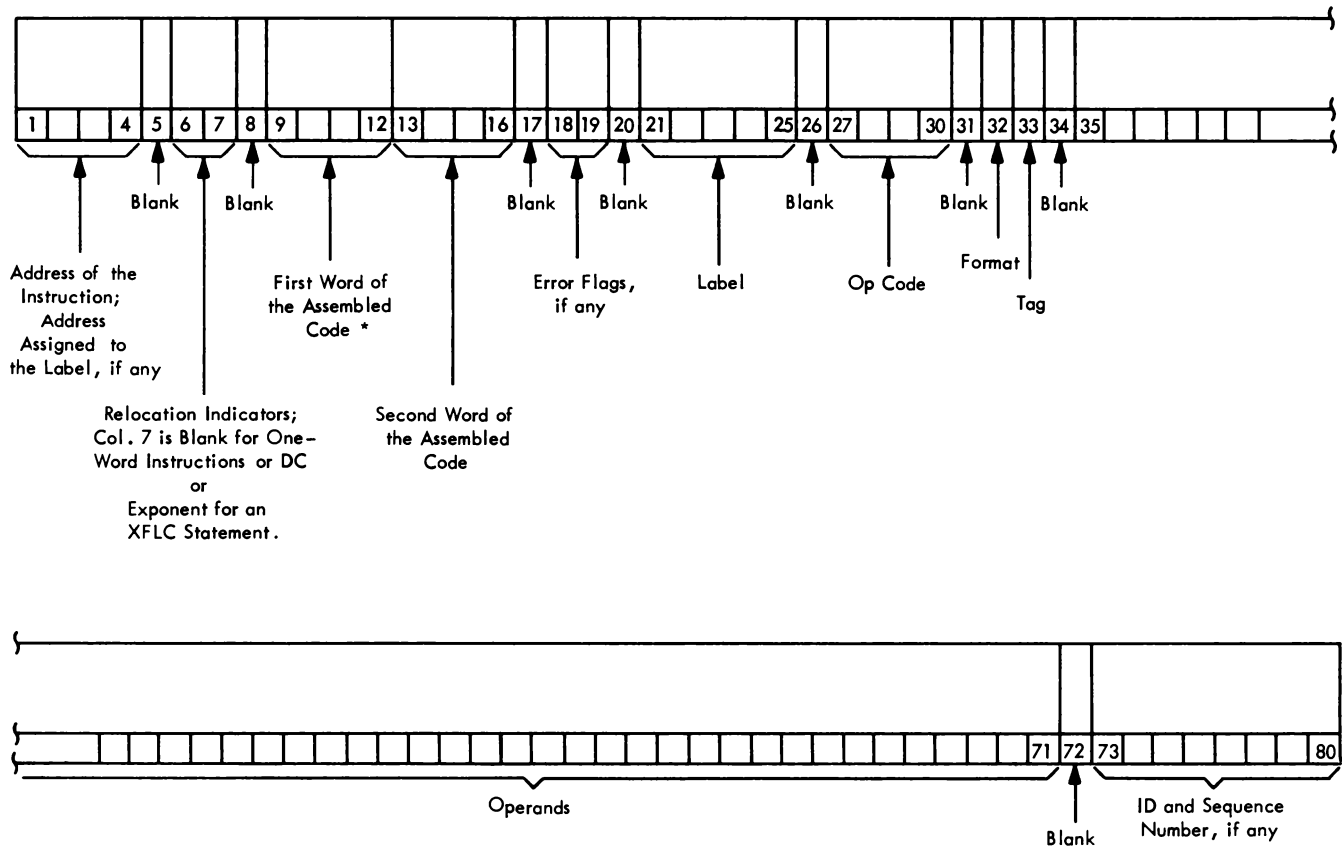 1 4 5 6 7 8 9 12 13 16 17 18 19 20 21 25 26 27 30 31 32 33 34 35
Blank
Blank
Blank
Blank
Blank
Blank
Blank
Address of the
Instruction;
Address
Assigned to
the Label, if any
First Word of
the Assembled
Code *
Error Flags,
if any
Label
Op Code
Format
Tag
Relocation Indicators;
Col. 7 is Blank for One-
Word Instructions or DC
or
Exponent for an
XFLC Statement.
Second Word of
the Assembled
Code
71 72 73 80
Operands
Blank
ID and Sequence
Number, if any